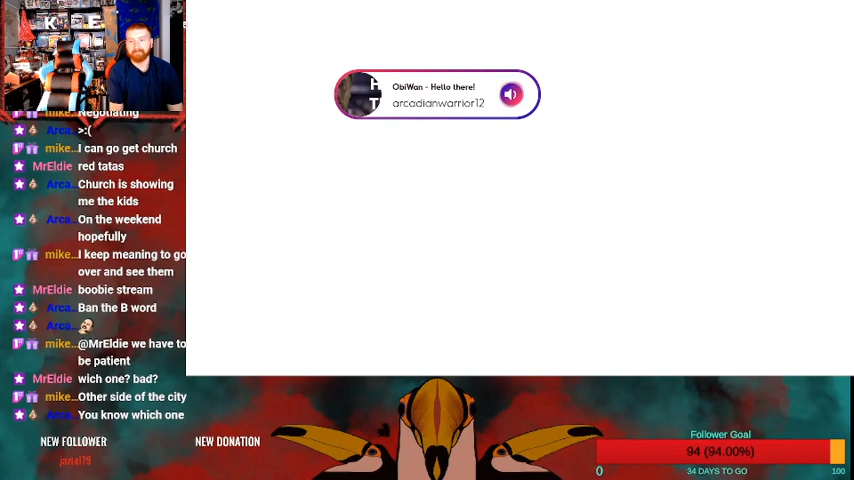 K E
ObiWan - Hello there!
arcadianwarrior12
mike... Negotiating
Arca... >:(
mike... I can go get church
MrEldie red tatas
Arca... Church is showing
me the kids
Arca... On the weekend
hopefully
mike... I keep meaning to go
over and see them
MrEldie boobie stream
Arca... Ban the B word
Arca...
mike... @MrEldie we have to
be patient
MrEldie wich one? bad?
mike... Other side of the city
Arca... You know which one
NEW FOLLOWER
jazlel79
NEW DONATION
Follower Goal
94 (94.00%)
0
34 DAYS TO GO
100